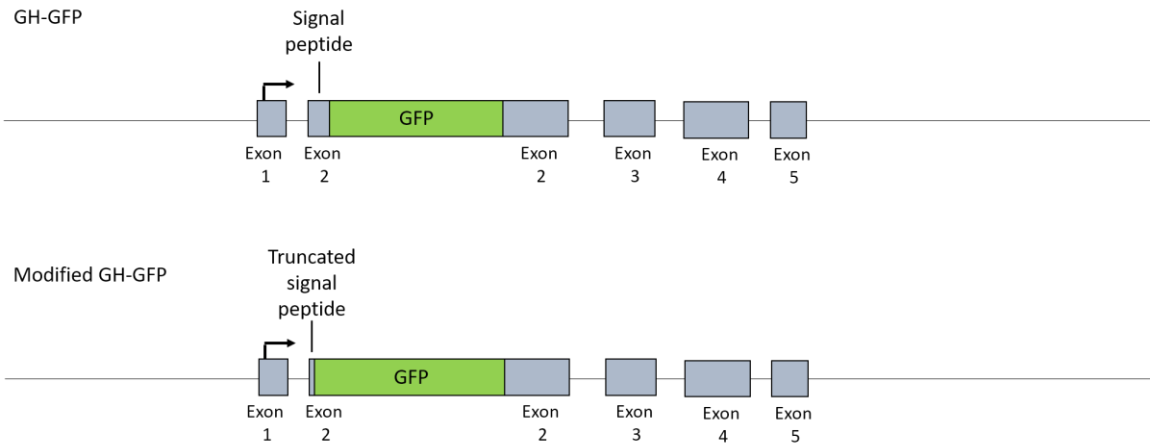 GH-GFP
Signal
peptide
GFP
Exon
1
Exon
2
Exon
2
Exon
3
Exon
4
Exon
5
Modified GH-GFP
Truncated
signal
peptide
GFP
Exon
1
Exon
2
Exon
2
Exon
3
Exon
4
Exon
5